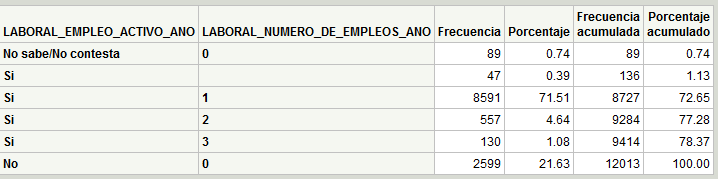 LABORAL_EMPLEO_ACTIVO_ANO LABORAL_NUMERO_DE_EMPLEOS_ANO Frecuencia Porcentaje Frecuencia acumulada Porcentaje acumulado
No sabe/No contesta 0 89 0.74 89 0.74
Si 47 0.39 136 1.13
Si 1 8591 71.51 8727 72.65
Si 2 557 4.64 9284 77.28
Si 3 130 1.08 9414 78.37
No 0 2599 21.63 12013 100.00